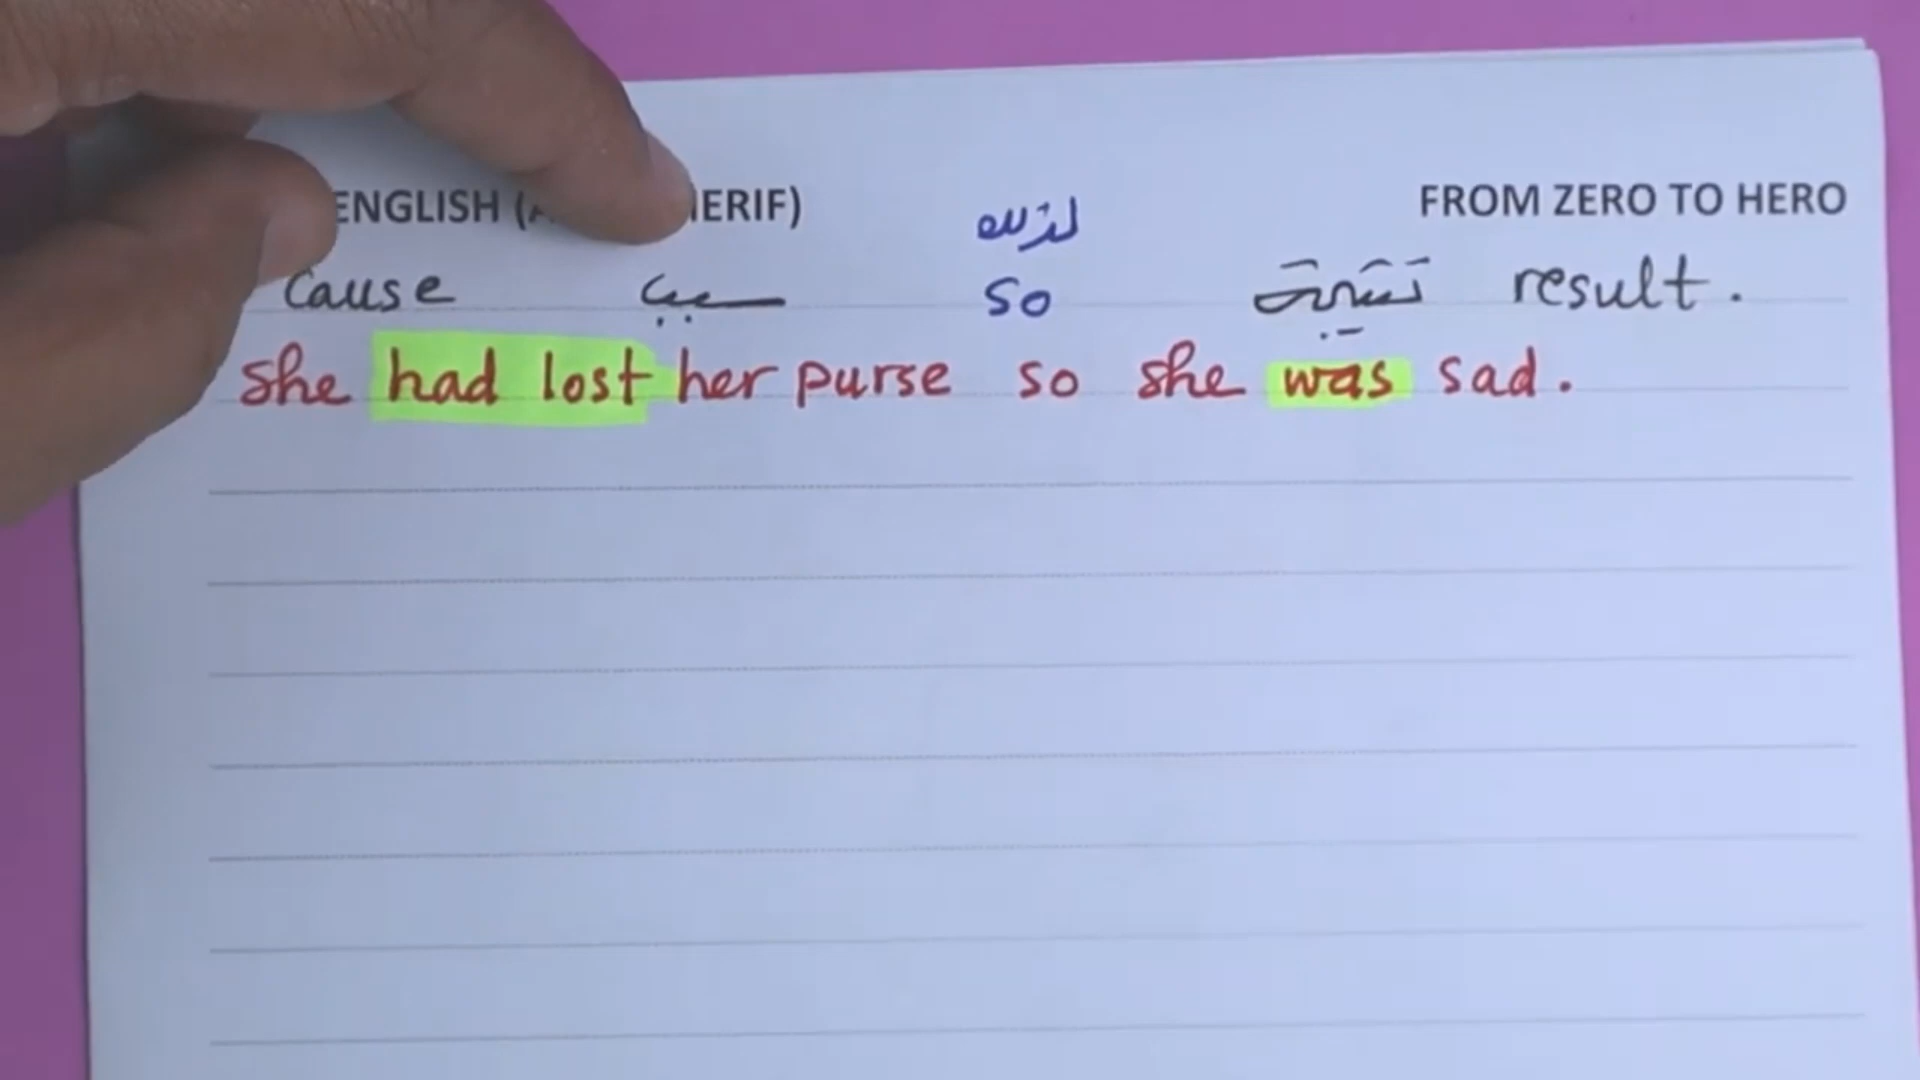 ENGLISH ( HERIF) FROM ZERO TO HERO
لذلك
Cause سبب so نتيجة result.
she had lost her purse so she was sad.